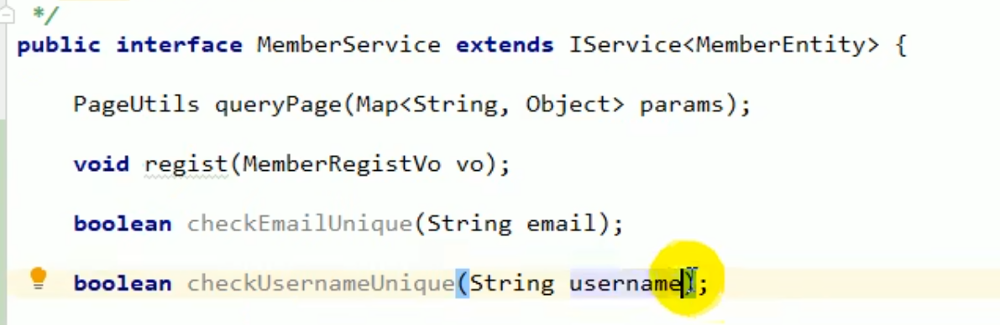 */
public interface MemberService extends IService<MemberEntity> {
PageUtils queryPage(Map<String, Object> params);
void regist(MemberRegistVo vo);
boolean checkEmailUnique(String email);
boolean checkUsernameUnique(String username);